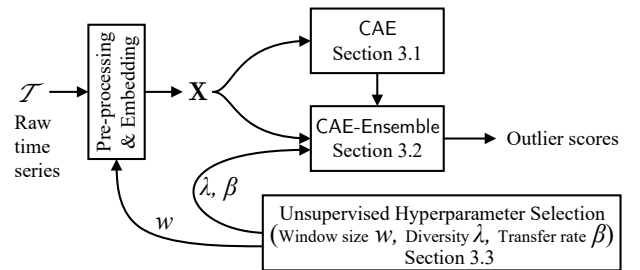 CAE
Section 3.1
Pre-processing
& Embedding
𝒯
X
Raw
time
series
CAE-Ensemble
Section 3.2
Outlier scores
λ, β
w
Unsupervised Hyperparameter Selection
(Window size w, Diversity λ, Transfer rate β)
Section 3.3